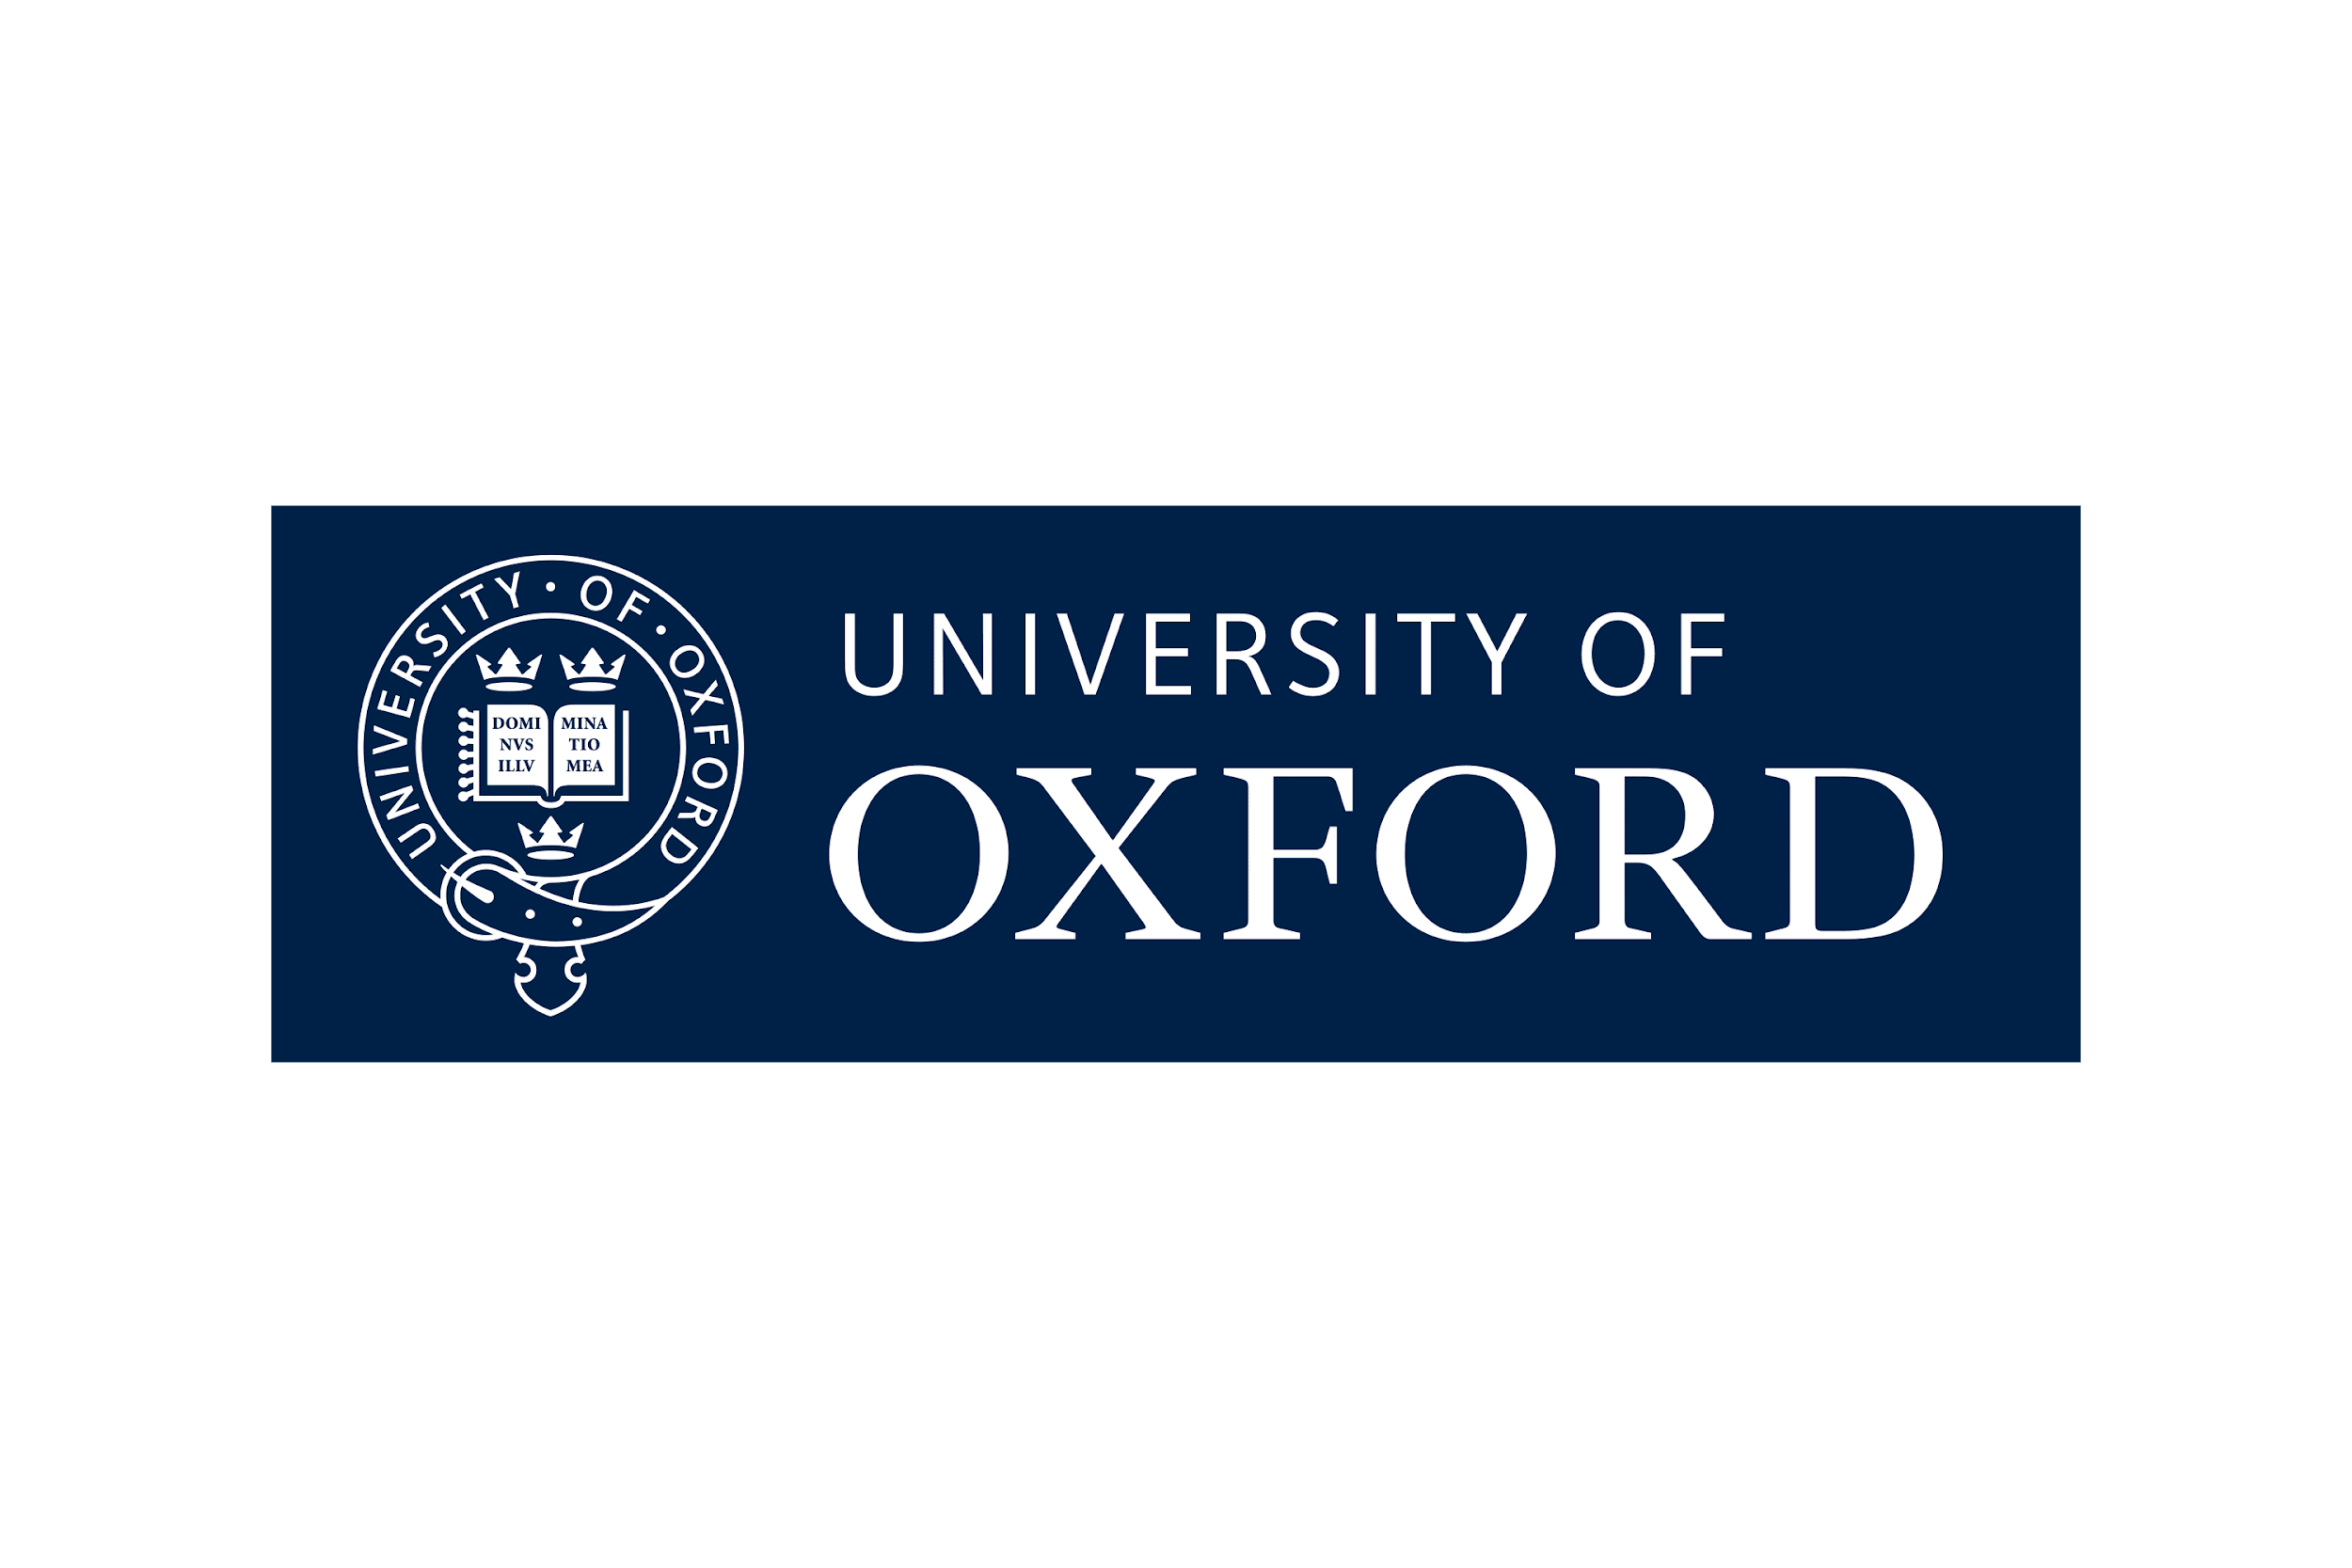 UNIVERSITY · OF · OXFORD
DOMI MINA
NVS TIO
ILLV MEA
UNIVERSITY OF
OXFORD